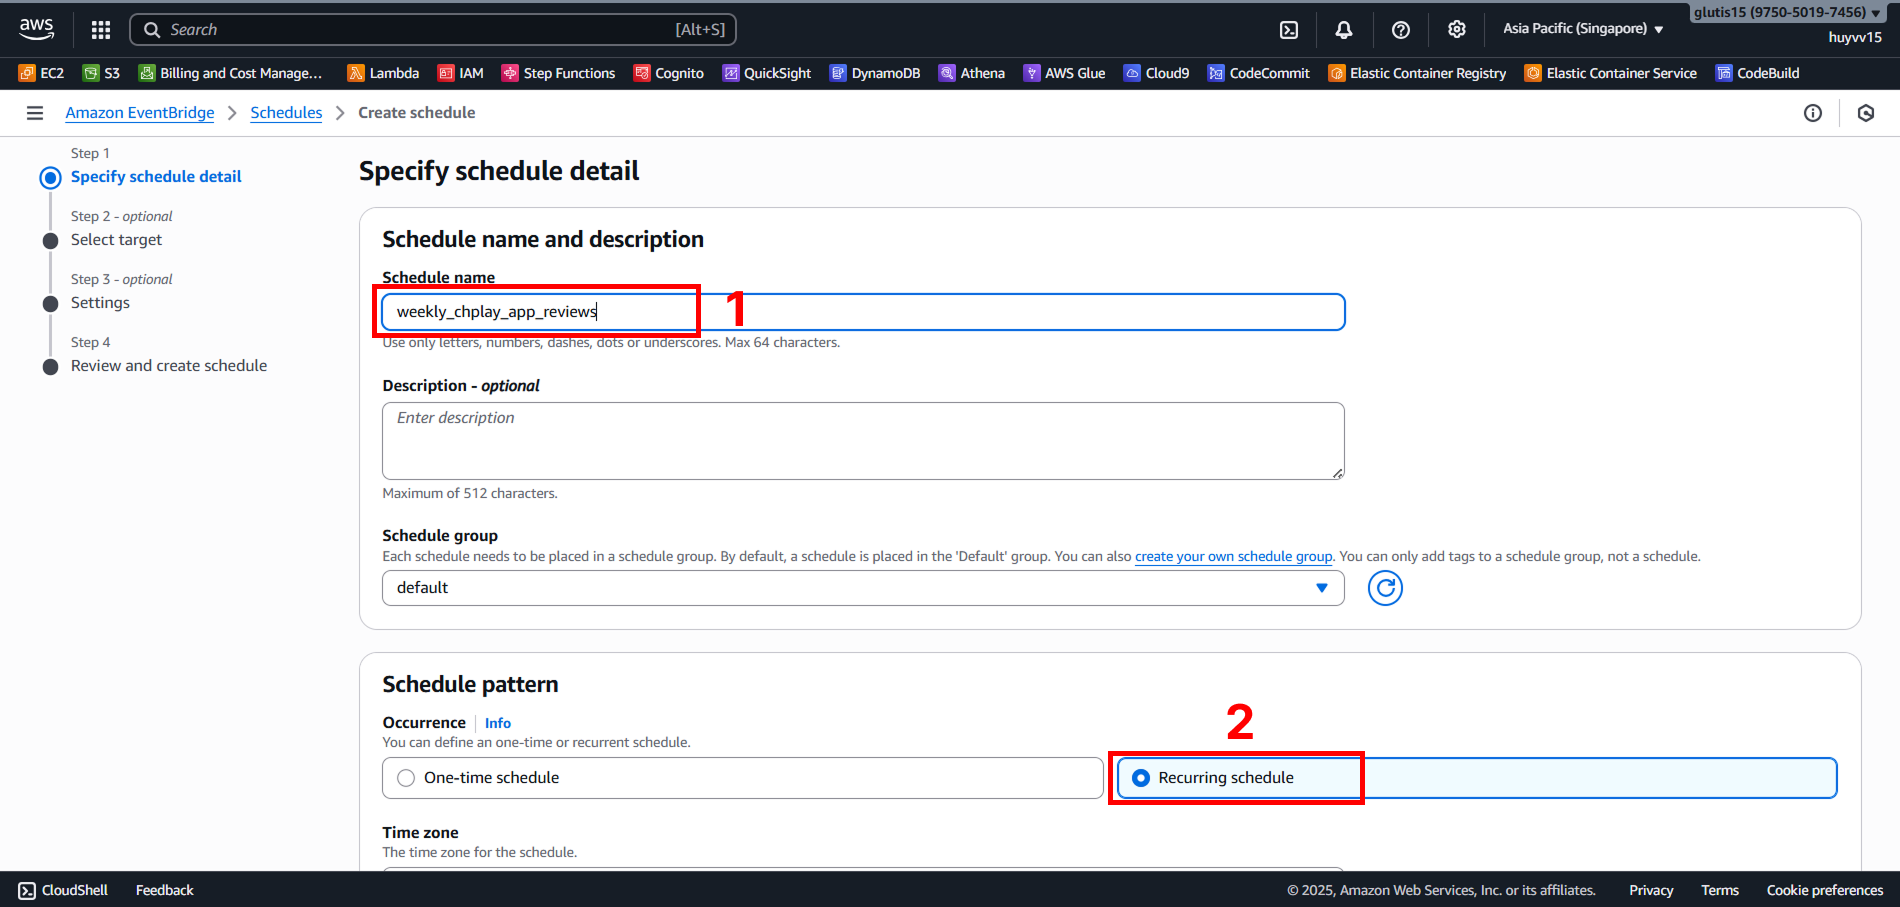 glutis15 (9750-5019-7456)
aws
Search
[Alt+S]
Asia Pacific (Singapore)
huyvv15
EC2
S3
Billing and Cost Manage...
Lambda
IAM
Step Functions
Cognito
QuickSight
DynamoDB
Athena
AWS Glue
Cloud9
CodeCommit
Elastic Container Registry
Elastic Container Service
CodeBuild
Amazon EventBridge
Schedules
Create schedule
Step 1
Specify schedule detail
Step 2 - optional
Select target
Step 3 - optional
Settings
Step 4
Review and create schedule
Specify schedule detail
Schedule name and description
Schedule name
weekly_chplay_app_reviews
1
Use only letters, numbers, dashes, dots or underscores. Max 64 characters.
Description - optional
Enter description
Maximum of 512 characters.
Schedule group
Each schedule needs to be placed in a schedule group. By default, a schedule is placed in the 'Default' group. You can also create your own schedule group. You can only add tags to a schedule group, not a schedule.
default
Schedule pattern
Occurrence
Info
You can define an one-time or recurrent schedule.
2
One-time schedule
Recurring schedule
Time zone
The time zone for the schedule.
CloudShell
Feedback
© 2025, Amazon Web Services, Inc. or its affiliates.
Privacy
Terms
Cookie preferences